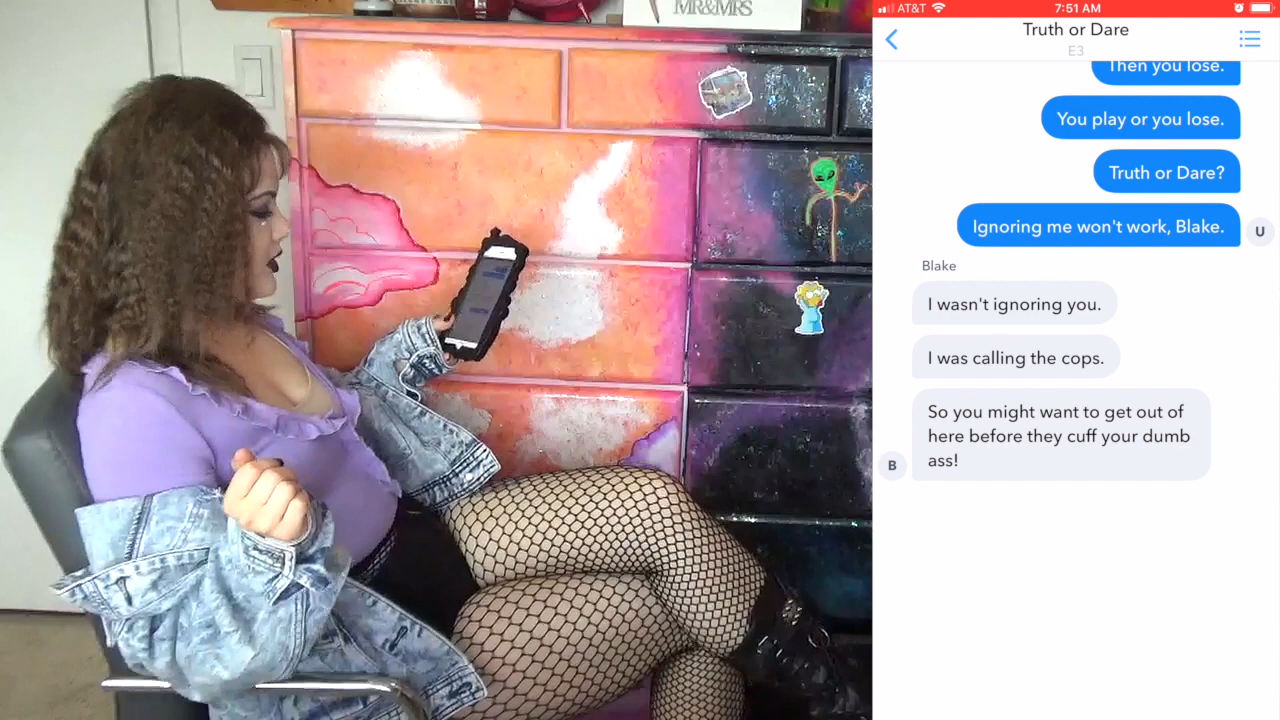 MR&MRS
AT&T
7:51 AM
Truth or Dare
E3
Then you lose.
You play or you lose.
Truth or Dare?
Ignoring me won't work, Blake.
U
Blake
I wasn't ignoring you.
I was calling the cops.
So you might want to get out of
here before they cuff your dumb
ass!
B